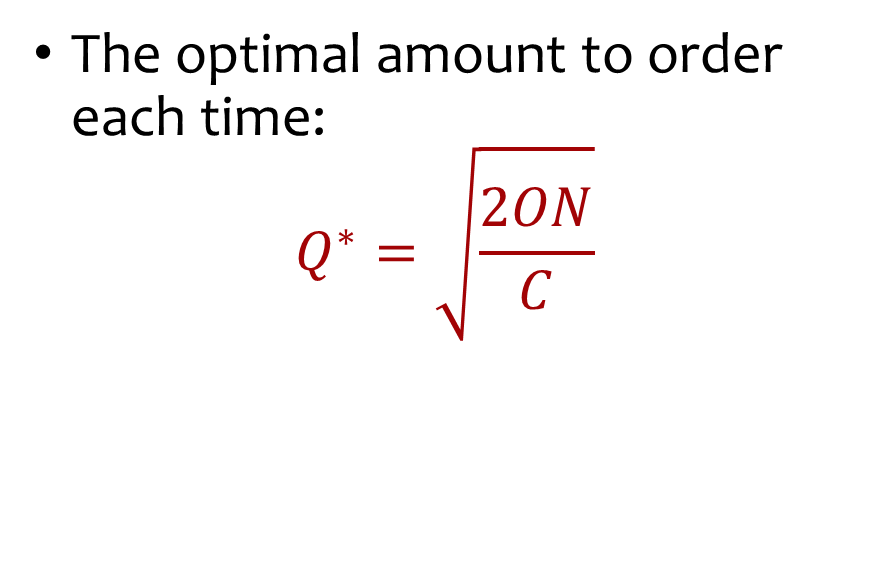 • The optimal amount to order
each time:
Q* = √(2ON/C)